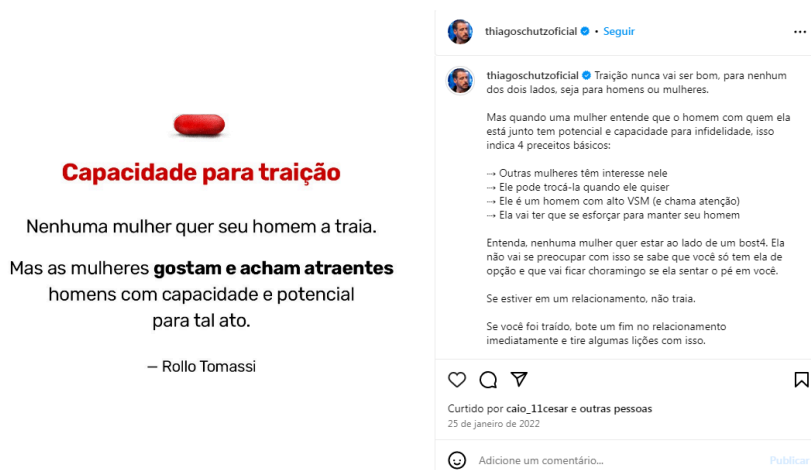 Capacidade para traição
Nenhuma mulher quer seu homem a traia.
Mas as mulheres gostam e acham atraentes
homens com capacidade e potencial
para tal ato.
— Rollo Tomassi
thiagoschutzoficial • Seguir
thiagoschutzoficial Traição nunca vai ser bom, para nenhum
dos dois lados, seja para homens ou mulheres.
Mas quando uma mulher entende que o homem com quem ela
está junto tem potencial e capacidade para infidelidade, isso
indica 4 preceitos básicos:
→ Outras mulheres têm interesse nele
→ Ele pode trocá-la quando ele quiser
→ Ele é um homem com alto VSM (e chama atenção)
→ Ela vai ter que se esforçar para manter seu homem
Entenda, nenhuma mulher quer estar ao lado de um bost4. Ela
não vai se preocupar com isso se sabe que você só tem ela de
opção e que vai ficar choramingo se ela sentar o pé em você.
Se estiver em um relacionamento, não traia.
Se você foi traído, bote um fim no relacionamento
imediatamente e tire algumas lições com isso.
Curtido por caio_11cesar e outras pessoas
25 de janeiro de 2022
Adicione um comentário...
Publicar